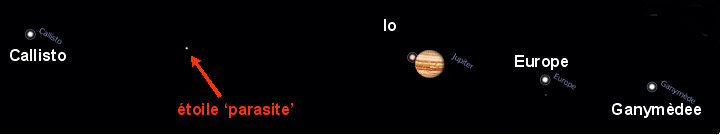 Io
Callisto
Callisto
Jupiter
Europe
Europe
Ganymède
Ganymèdee
étoile ‘parasite’